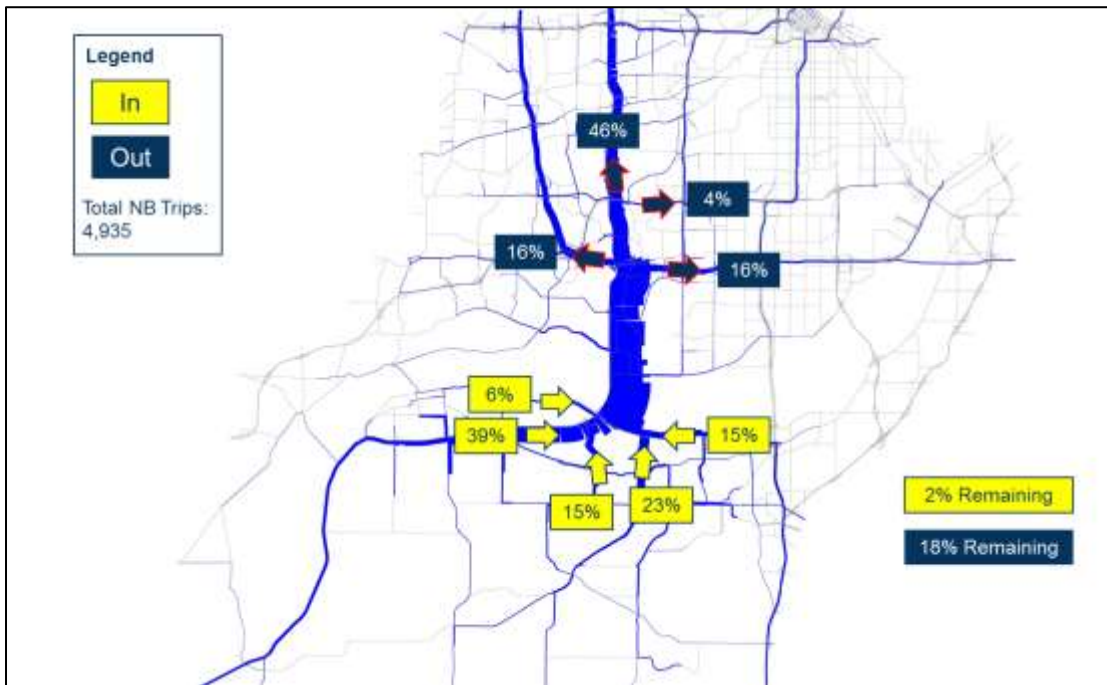 Legend
In
Out
Total NB Trips:
4,935
46%
4%
16%
16%
6%
39%
15%
15%
23%
2% Remaining
18% Remaining